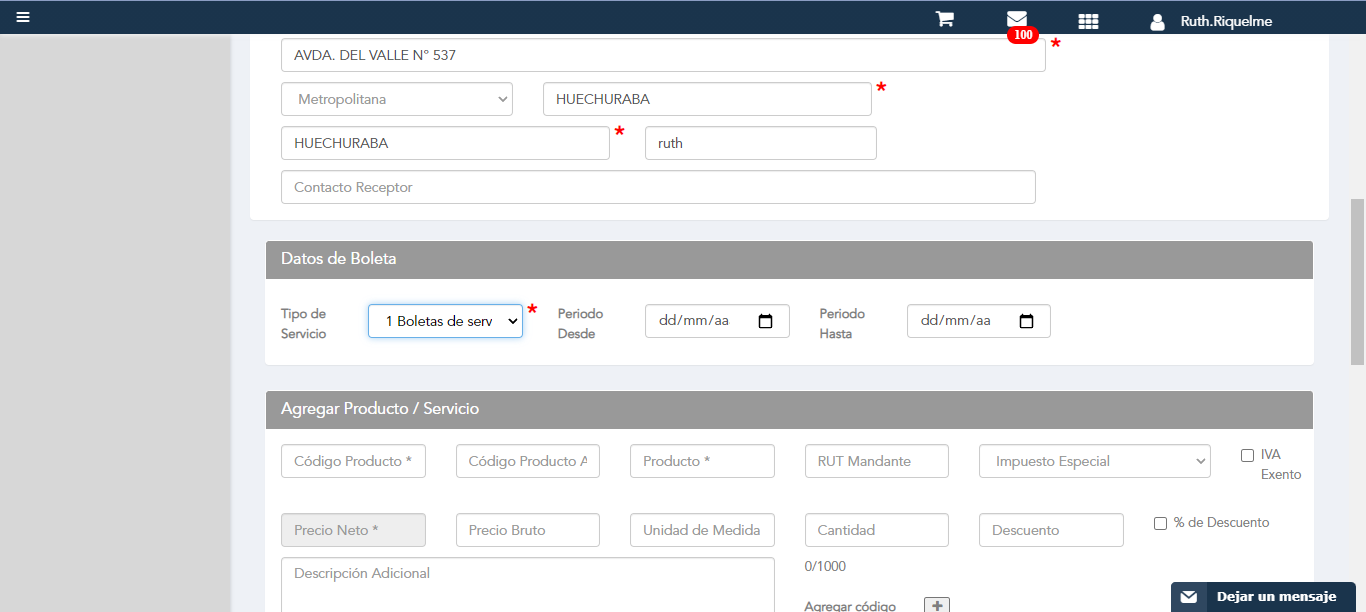 Ruth.Riquelme
100
AVDA. DEL VALLE N° 537 *
Metropolitana HUECHURABA *
HUECHURABA * ruth
Contacto Receptor
Datos de Boleta
Tipo de Servicio 1 Boletas de serv * Periodo Desde dd/mm/aa Periodo Hasta dd/mm/aa
Agregar Producto / Servicio
Código Producto * Código Producto A Producto * RUT Mandante Impuesto Especial IVA Exento
Precio Neto * Precio Bruto Unidad de Medida Cantidad Descuento % de Descuento
Descripción Adicional 0/1000
Agregar código +
Dejar un mensaje